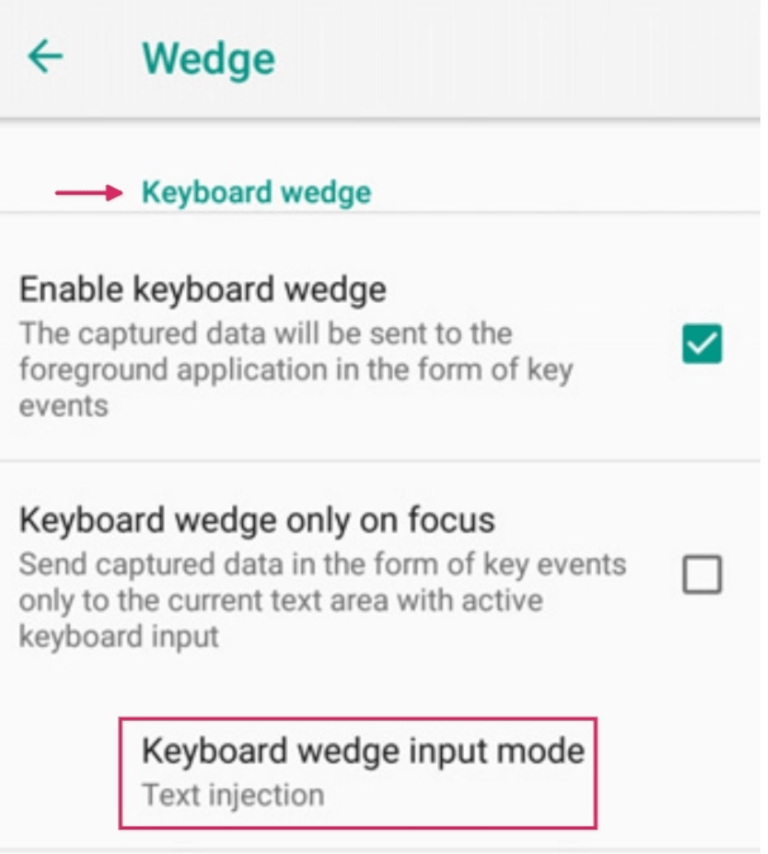 Wedge
Keyboard wedge
Enable keyboard wedge
The captured data will be sent to the
foreground application in the form of key
events
Keyboard wedge only on focus
Send captured data in the form of key events
only to the current text area with active
keyboard input
Keyboard wedge input mode
Text injection